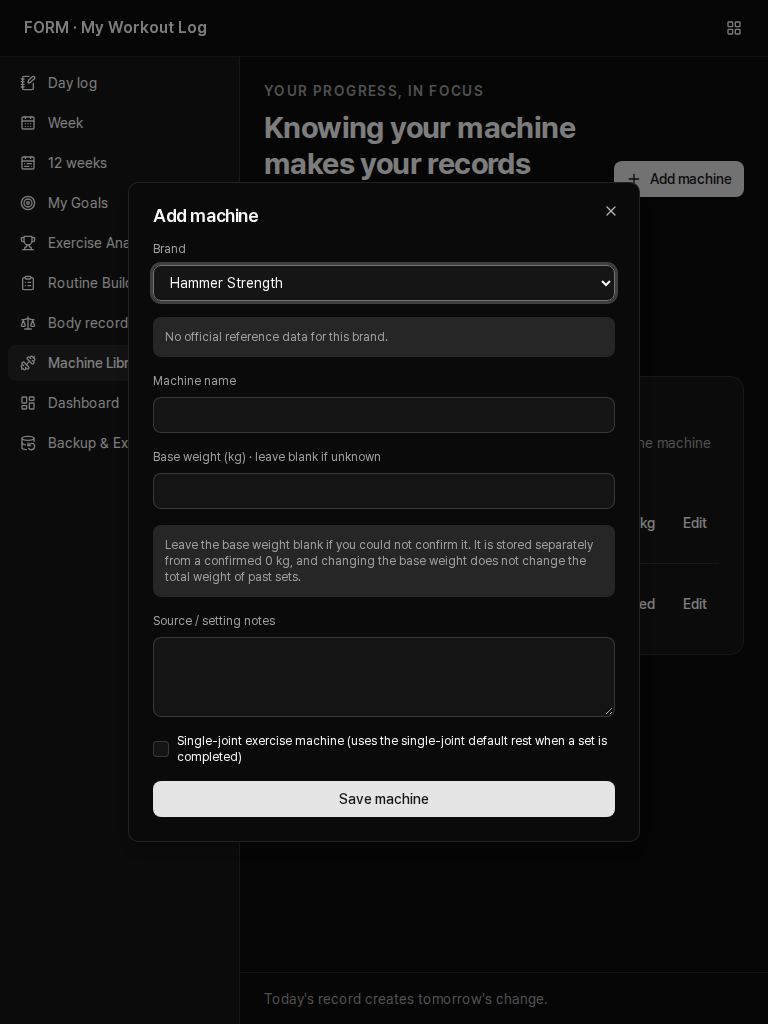 FORM · My Workout Log
Day log
Week
12 weeks
My Goals
Exercise Ana
Routine Build
Body record
Machine Libr
Dashboard
Backup & Ex
YOUR PROGRESS, IN FOCUS
Knowing your machine
makes your records
Add machine
Add machine
Brand
Hammer Strength
No official reference data for this brand.
Machine name
Base weight (kg) · leave blank if unknown
Leave the base weight blank if you could not confirm it. It is stored separately
from a confirmed 0 kg, and changing the base weight does not change the
total weight of past sets.
Source / setting notes
Single-joint exercise machine (uses the single-joint default rest when a set is
completed)
Save machine
machine
kg Edit
Edit
Today's record creates tomorrow's change.